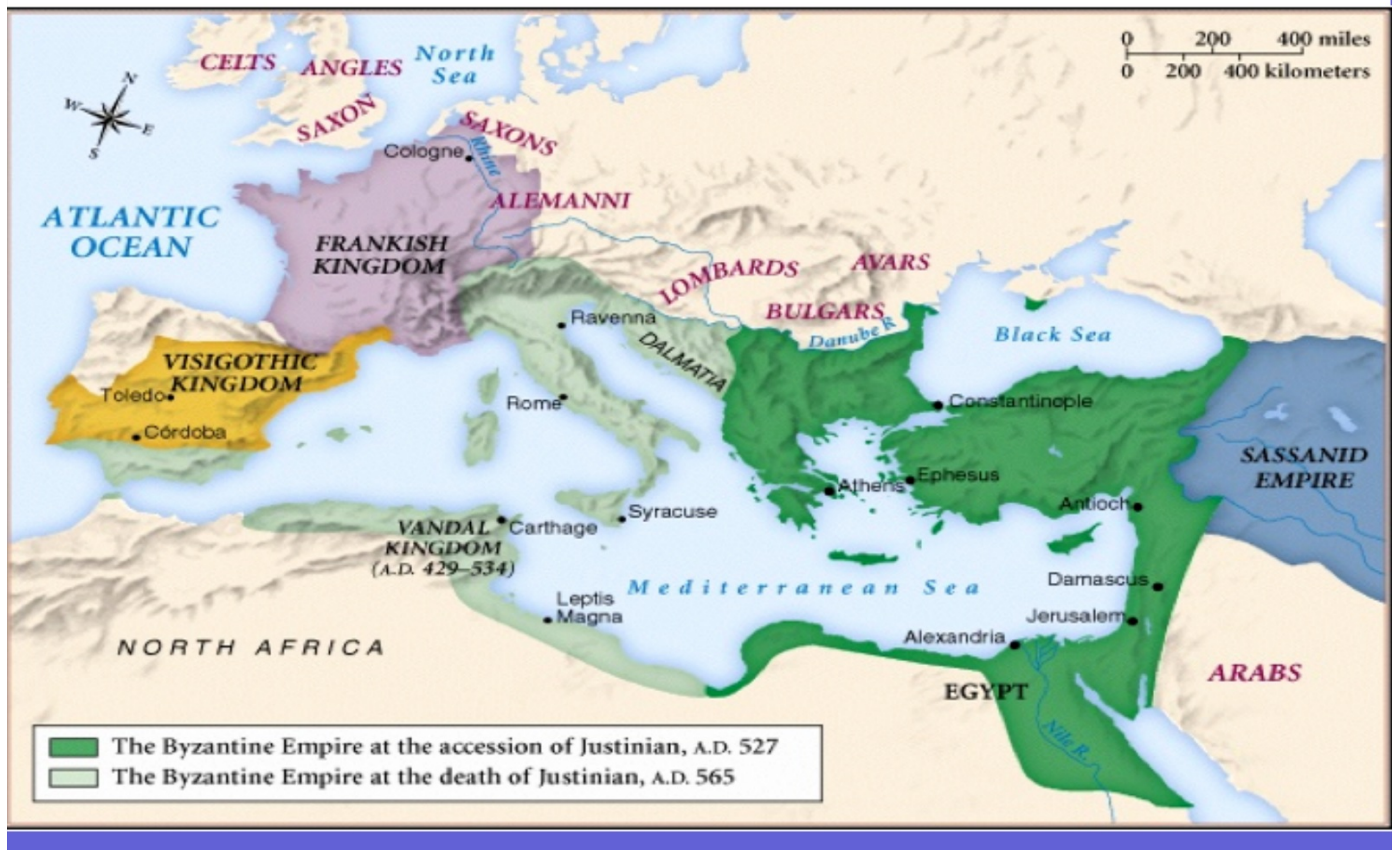 0 200 400 miles
0 200 400 kilometers
N
W
E
S
CELTS
ANGLES
North
Sea
SAXON
SAXONS
Cologne
Rhine
ALEMANNI
ATLANTIC
OCEAN
FRANKISH
KINGDOM
LOMBARDS
AVARS
BULGARS
Danube R.
Black Sea
Ravenna
DALMATIA
VISIGOTHIC
KINGDOM
Toledo
Córdoba
Rome
Constantinople
SASSANID
EMPIRE
Athens
Ephesus
Antioch
Syracuse
VANDAL
KINGDOM
(A.D. 429–534)
Carthage
Mediterranean Sea
Damascus
Leptis
Magna
Jerusalem
Alexandria
NORTH AFRICA
EGYPT
ARABS
Nile R.
The Byzantine Empire at the accession of Justinian, A.D. 527
The Byzantine Empire at the death of Justinian, A.D. 565